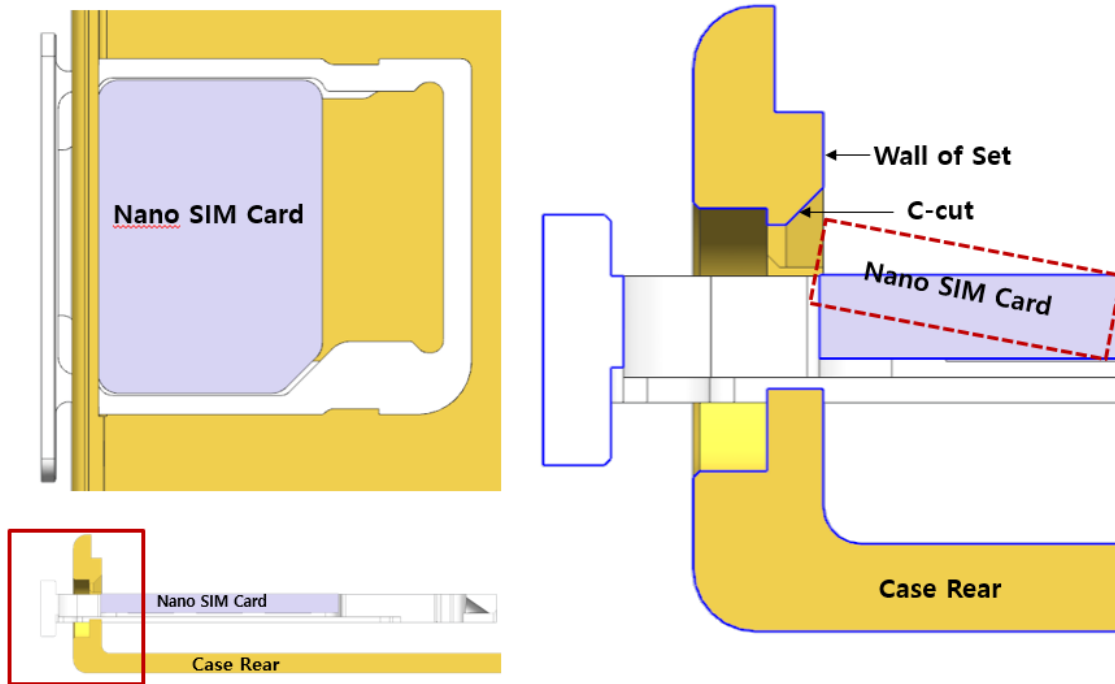 Nano SIM Card
Wall of Set
C-cut
Nano SIM Card
Case Rear
Nano SIM Card
Case Rear